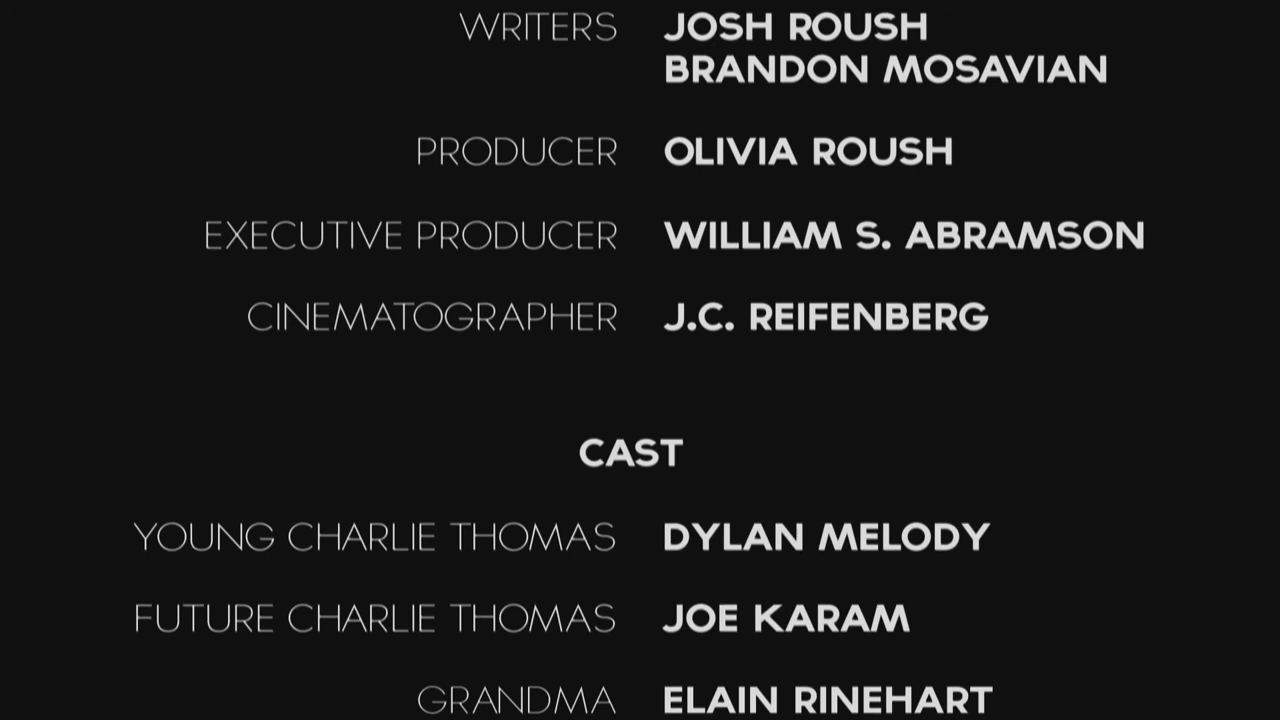 WRITERS JOSH ROUSH
BRANDON MOSAVIAN
PRODUCER OLIVIA ROUSH
EXECUTIVE PRODUCER WILLIAM S. ABRAMSON
CINEMATOGRAPHER J.C. REIFENBERG
CAST
YOUNG CHARLIE THOMAS DYLAN MELODY
FUTURE CHARLIE THOMAS JOE KARAM
GRANDMA ELAIN RINEHART